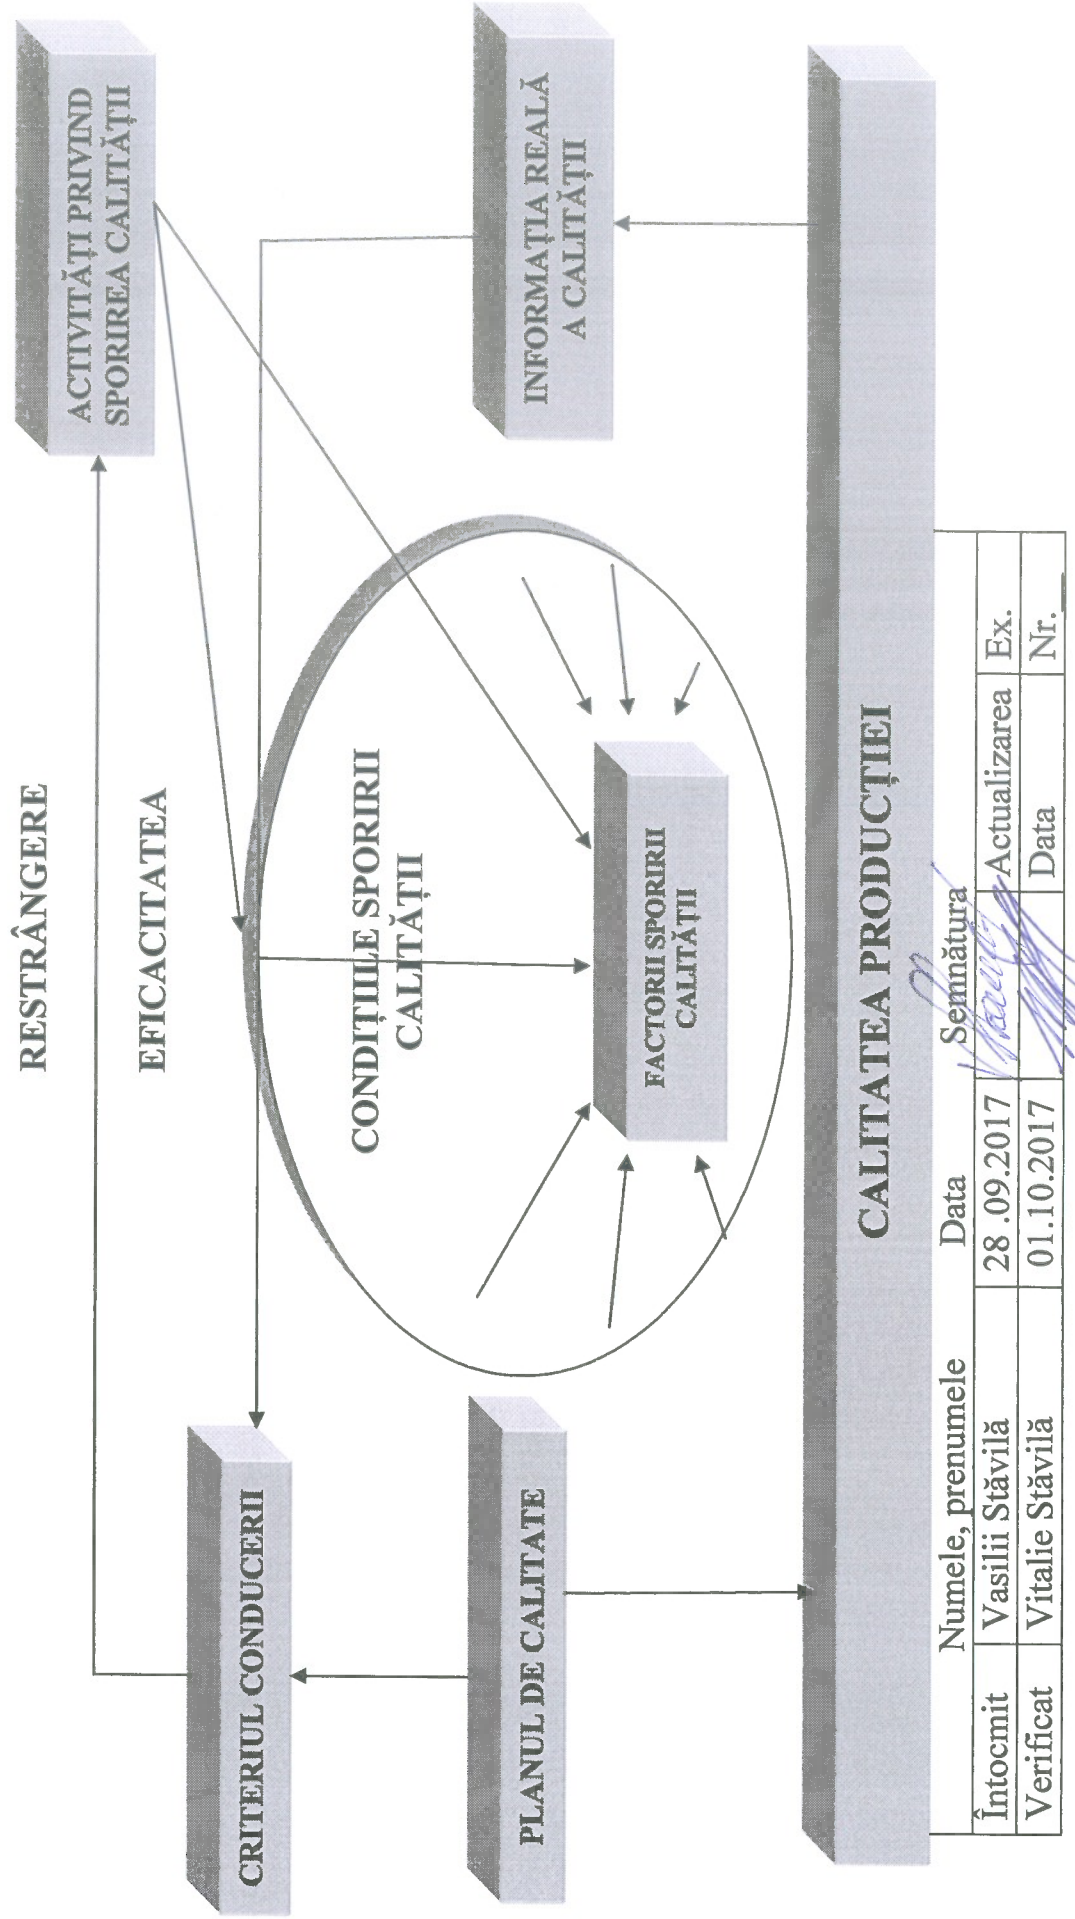 RESTRÂNGERE
EFICACITATEA
ACTIVITĂȚI PRIVIND
SPORIREA CALITĂȚII
CRITERIUL CONDUCERII
CONDIȚIILE SPORIRII
CALITĂȚII
PLANUL DE CALITATE
INFORMAȚIA REALĂ
A CALITĂȚII
FACTORII SPORIRII
CALITĂȚII
CALITATEA PRODUCȚIEI
Numele, prenumele Data Semnătura
Întocmit Vasilii Stăvilă 28 .09.2017 Actualizarea Ex.
Verificat Vitalie Stăvilă 01.10.2017 Data Nr.